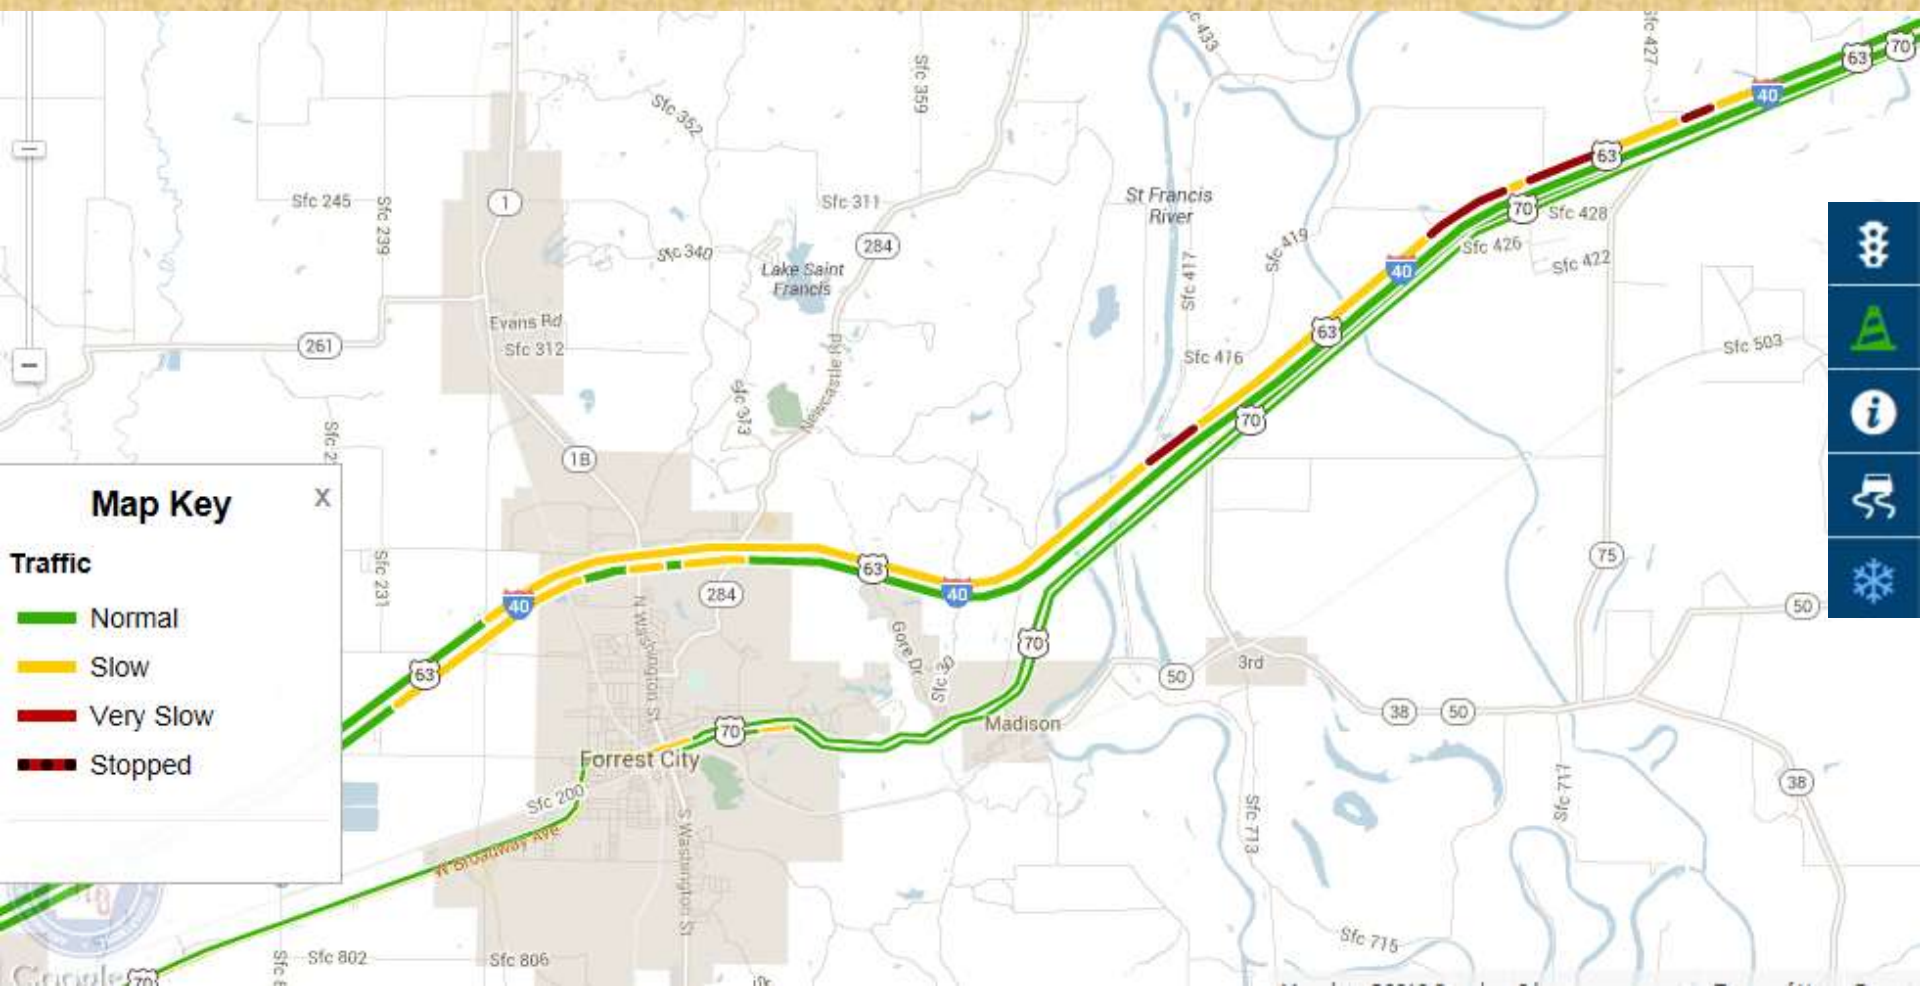 Sfc 433
Sfc 427
63
70
Sfc 359
40
Sfc 352
63
Sfc 245
1
Sfc 311
St Francis
River
70
Sfc 428
Sfc 239
284
Sfc 419
Sfc 426
Sfc 340
Lake Saint
Francis
Sfc 417
40
Sfc 422
Evans Rd
63
261
Sfc 312
Newcastle Rd
Sfc 416
Sfc 503
Sfc 313
70
1B
Map Key
X
Traffic
Normal
Slow
Very Slow
Stopped
Sfc 231
63
75
40
284
40
50
N Washington St
Gore Dr
70
3rd
63
Sfc 30
50
38
50
70
Madison
Forrest City
38
Sfc 200
Sfc 717
W Broadway Ave
S Washington St
Sfc 713
Sfc 715
Sfc 802
Sfc 806
Google
70